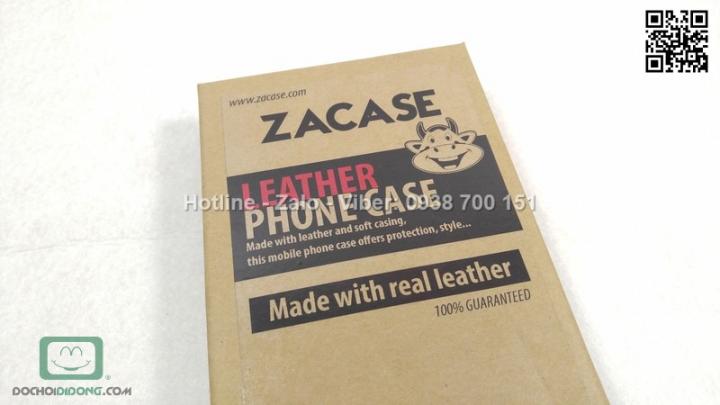 www.zacase.com
ZACASE
LEATHER
Hotline - Zalo - Viber: 0938 700 151
PHONE CASE
Made with leather and soft casing,
this mobile phone case offers protection, style...
Made with real leather
100% GUARANTEED
DOCHOIDIDONG.COM